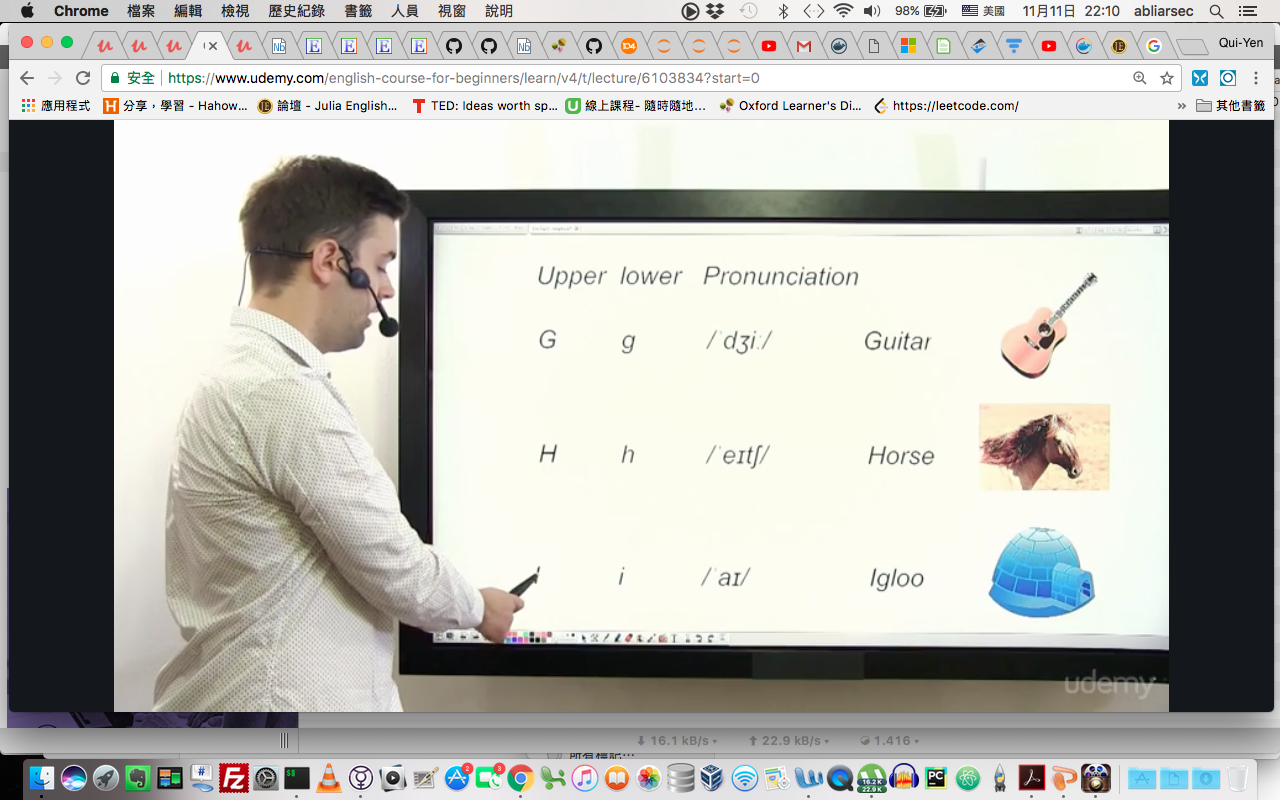 Chrome 檔案 編輯 檢視 歷史紀錄 書籤 人員 視窗 說明 98% 美國 11月11日 22:10 abliarsec
Qui-Yen
安全 https://www.udemy.com/english-course-for-beginners/learn/v4/t/lecture/6103834?start=0
應用程式 分享，學習 - Hahow... 論壇 - Julia English... TED: Ideas worth sp... 線上課程- 隨時隨地... Oxford Learner's Di... https://leetcode.com/ » 其他書籤
Upper lower Pronunciation
G g /ˈdʒiː/ Guitar
H h /ˈeɪtʃ/ Horse
i /ˈaɪ/ Igloo
udemy
16.1 kB/s 22.9 kB/s 1.416
16.2 K
22.9 K